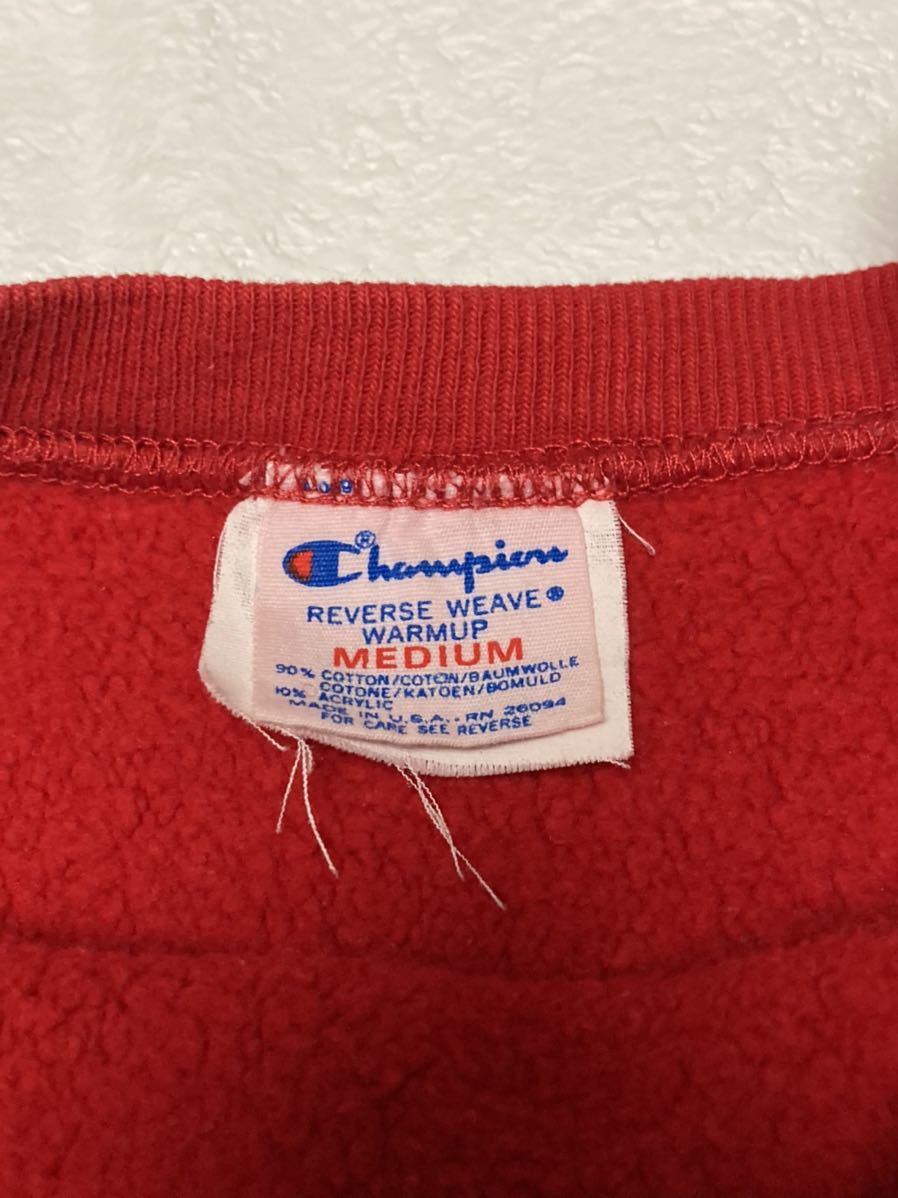 Champion®
REVERSE WEAVE®
WARMUP
MEDIUM
90% COTTON/COTON/BAUMWOLLE
COTONE/KATOEN/BOMULD
10% ACRYLIC
MADE IN U.S.A. · RN 26094
FOR CARE SEE REVERSE